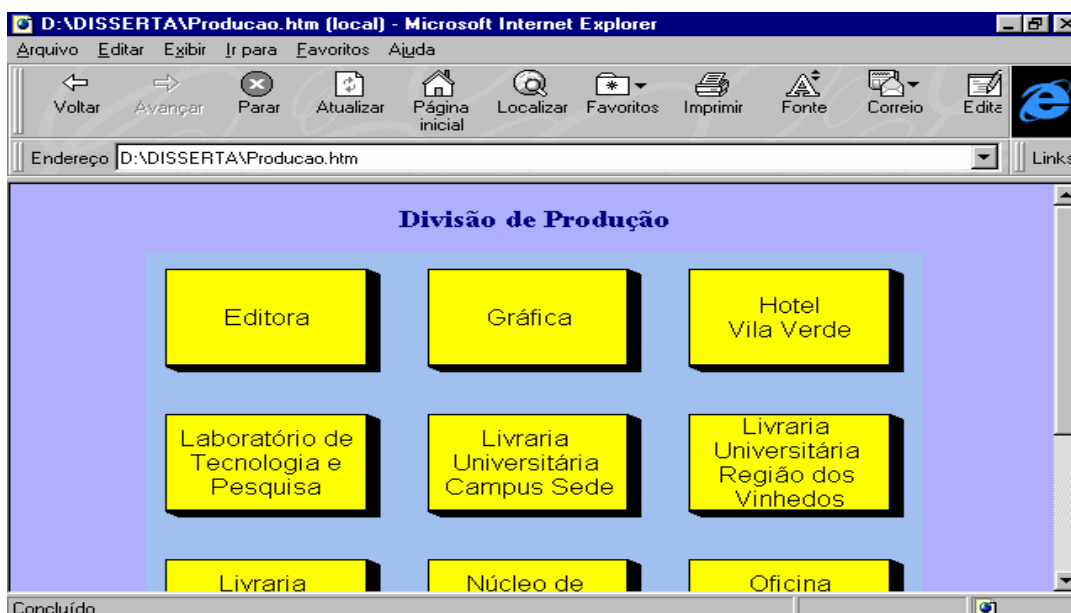 D:\DISSERTA\Producao.htm (local) - Microsoft Internet Explorer
Arquivo Editar Exibir Ir para Favoritos Ajuda
Voltar Avançar Parar Atualizar Página inicial Localizar Favoritos Imprimir Fonte Correio Edita
Endereço D:\DISSERTA\Producao.htm Links
Divisão de Produção
Editora
Gráfica
Hotel
Vila Verde
Laboratório de
Tecnologia e
Pesquisa
Livraria
Universitária
Campus Sede
Livraria
Universitária
Região dos
Vinhedos
Livraria
Núcleo de
Oficina
Concluído